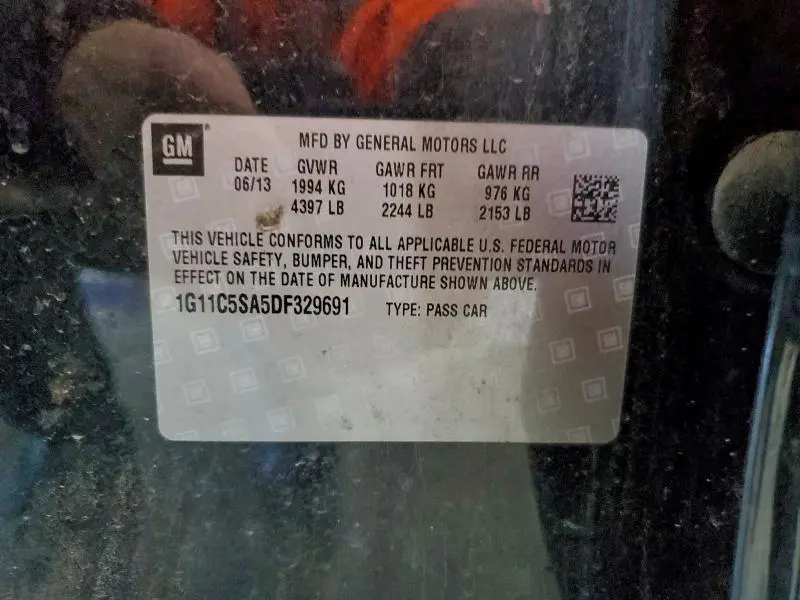 GM
MFD BY GENERAL MOTORS LLC
DATE GVWR GAWR FRT GAWR RR
06/13 1994 KG 1018 KG 976 KG
4397 LB 2244 LB 2153 LB
THIS VEHICLE CONFORMS TO ALL APPLICABLE U.S. FEDERAL MOTOR
VEHICLE SAFETY, BUMPER, AND THEFT PREVENTION STANDARDS IN
EFFECT ON THE DATE OF MANUFACTURE SHOWN ABOVE.
1G11C5SA5DF329691 TYPE: PASS CAR